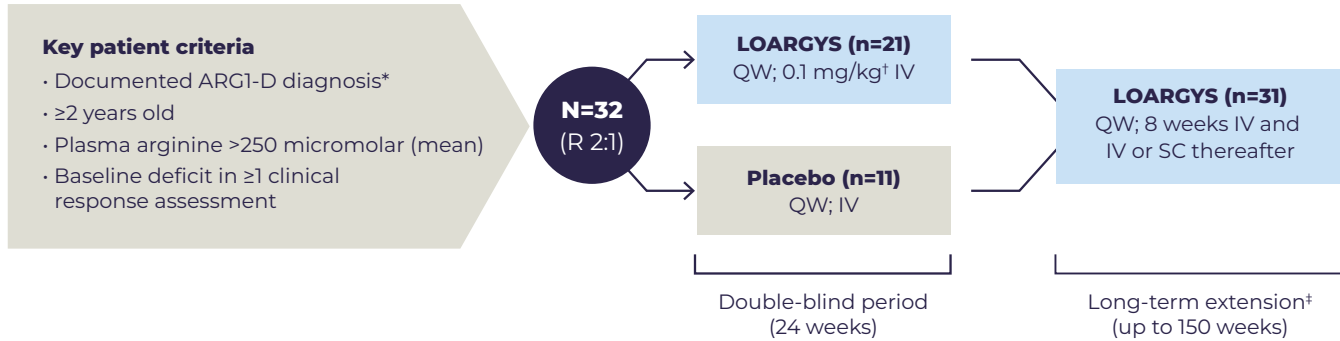 Key patient criteria
· Documented ARG1-D diagnosis*
· ≥2 years old
· Plasma arginine >250 micromolar (mean)
· Baseline deficit in ≥1 clinical
response assessment
N=32
(R 2:1)
LOARGYS (n=21)
QW; 0.1 mg/kg† IV
Placebo (n=11)
QW; IV
Double-blind period
(24 weeks)
LOARGYS (n=31)
QW; 8 weeks IV and
IV or SC thereafter
Long-term extension‡
(up to 150 weeks)